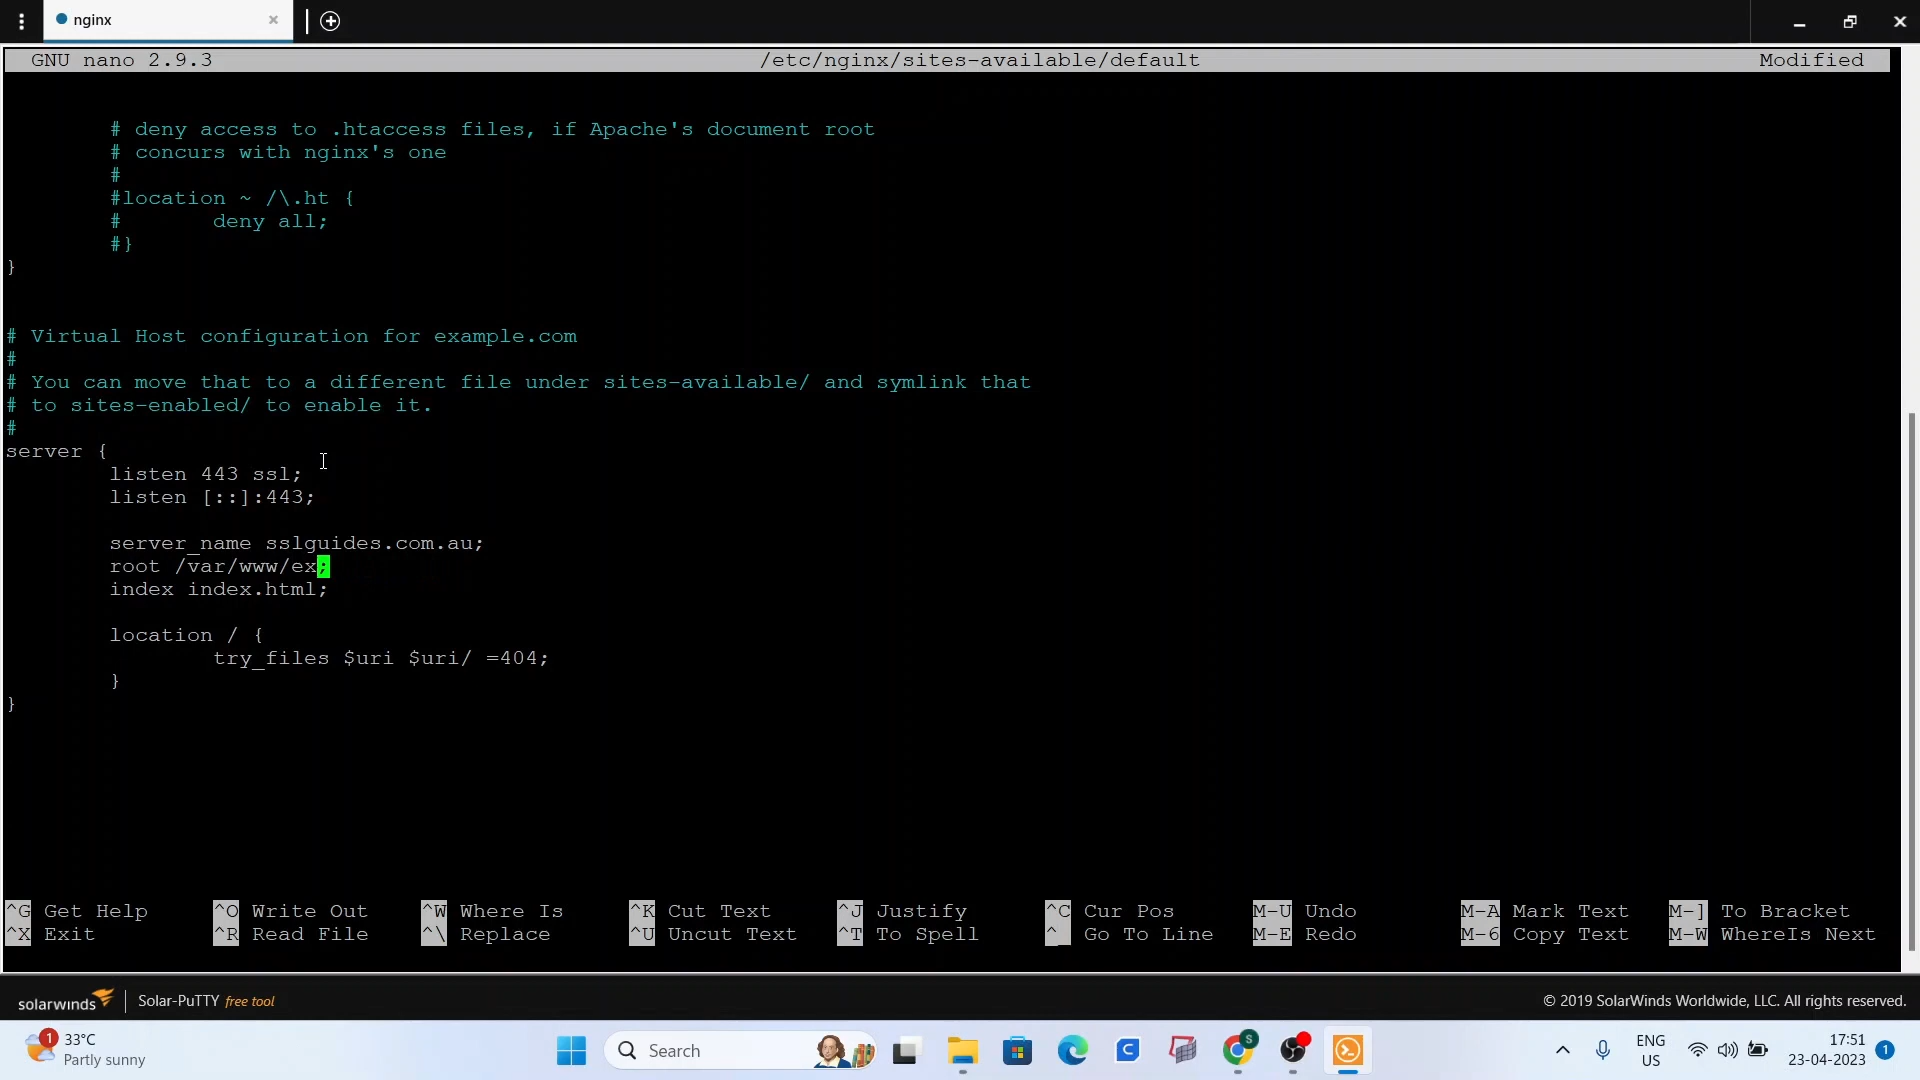 nginx
GNU nano 2.9.3 /etc/nginx/sites-available/default Modified
# deny access to .htaccess files, if Apache's document root
# concurs with nginx's one
#
#location ~ /\.ht {
# deny all;
#}
}
# Virtual Host configuration for example.com
#
# You can move that to a different file under sites-available/ and symlink that
# to sites-enabled/ to enable it.
#
server {
listen 443 ssl;
listen [::]:443;
server_name sslguides.com.au;
root /var/www/ex;
index index.html;
location / {
try_files $uri $uri/ =404;
}
}
^G Get Help ^O Write Out ^W Where Is ^K Cut Text ^J Justify ^C Cur Pos M-U Undo M-A Mark Text M-] To Bracket
^X Exit ^R Read File ^\ Replace ^U Uncut Text ^T To Spell ^_ Go To Line M-E Redo M-6 Copy Text M-W WhereIs Next
solarwinds Solar-PuTTY free tool © 2019 SolarWinds Worldwide, LLC. All rights reserved.
1 33°C
Partly sunny
Search
S
ENG
US
17:51
23-04-2023
1